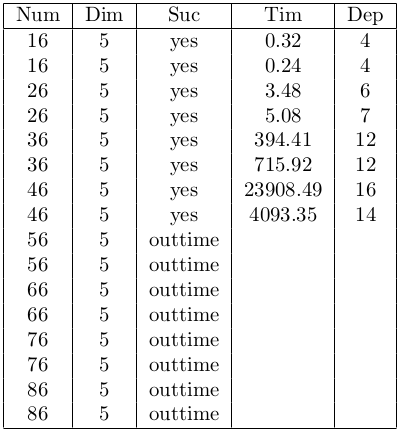 Num Dim Suc Tim Dep
16 5 yes 0.32 4
16 5 yes 0.24 4
26 5 yes 3.48 6
26 5 yes 5.08 7
36 5 yes 394.41 12
36 5 yes 715.92 12
46 5 yes 23908.49 16
46 5 yes 4093.35 14
56 5 outtime
56 5 outtime
66 5 outtime
66 5 outtime
76 5 outtime
76 5 outtime
86 5 outtime
86 5 outtime